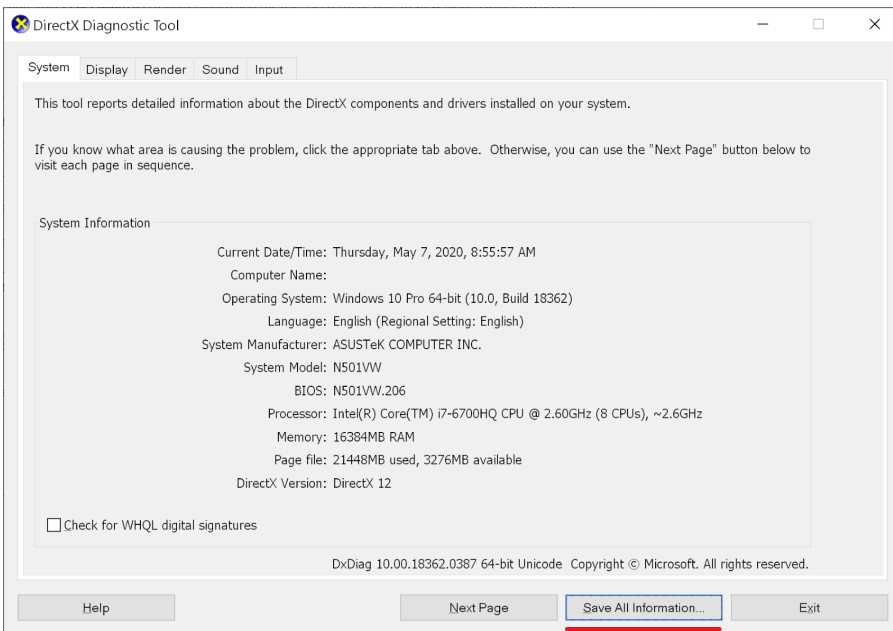 DirectX Diagnostic Tool
System Display Render Sound Input
This tool reports detailed information about the DirectX components and drivers installed on your system.
If you know what area is causing the problem, click the appropriate tab above.  Otherwise, you can use the "Next Page" button below to
visit each page in sequence.
System Information
Current Date/Time: Thursday, May 7, 2020, 8:55:57 AM
Computer Name:
Operating System: Windows 10 Pro 64-bit (10.0, Build 18362)
Language: English (Regional Setting: English)
System Manufacturer: ASUSTeK COMPUTER INC.
System Model: N501VW
BIOS: N501VW.206
Processor: Intel(R) Core(TM) i7-6700HQ CPU @ 2.60GHz (8 CPUs), ~2.6GHz
Memory: 16384MB RAM
Page file: 21448MB used, 3276MB available
DirectX Version: DirectX 12
Check for WHQL digital signatures
DxDiag 10.00.18362.0387 64-bit Unicode  Copyright © Microsoft. All rights reserved.
Help Next Page Save All Information... Exit